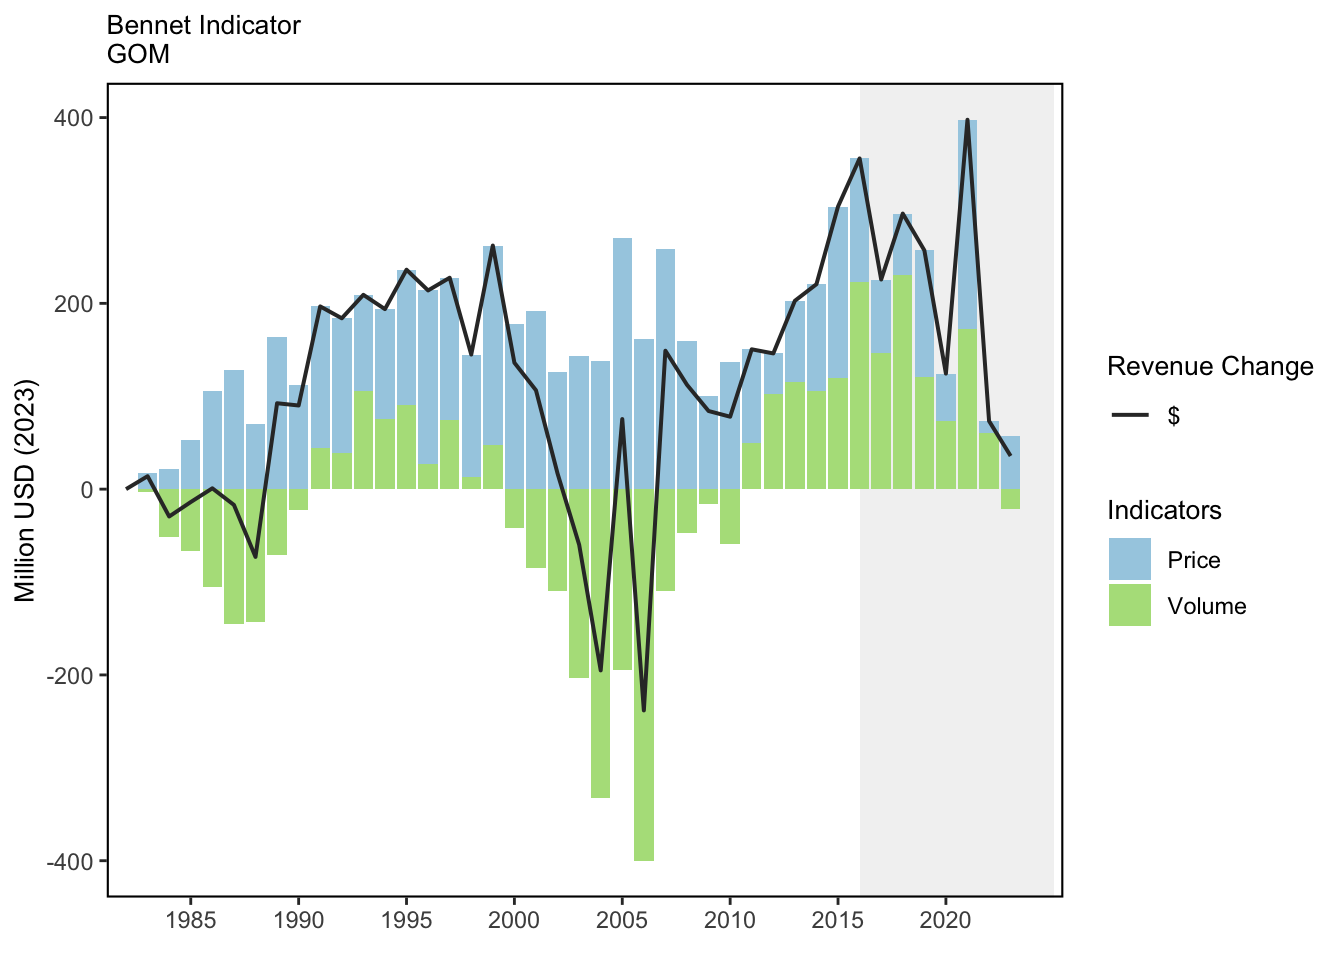 Bennet Indicator
GOM
Million USD (2023)
400
200
0
-200
-400
1985 1990 1995 2000 2005 2010 2015 2020
Revenue Change
$
Indicators
Price
Volume